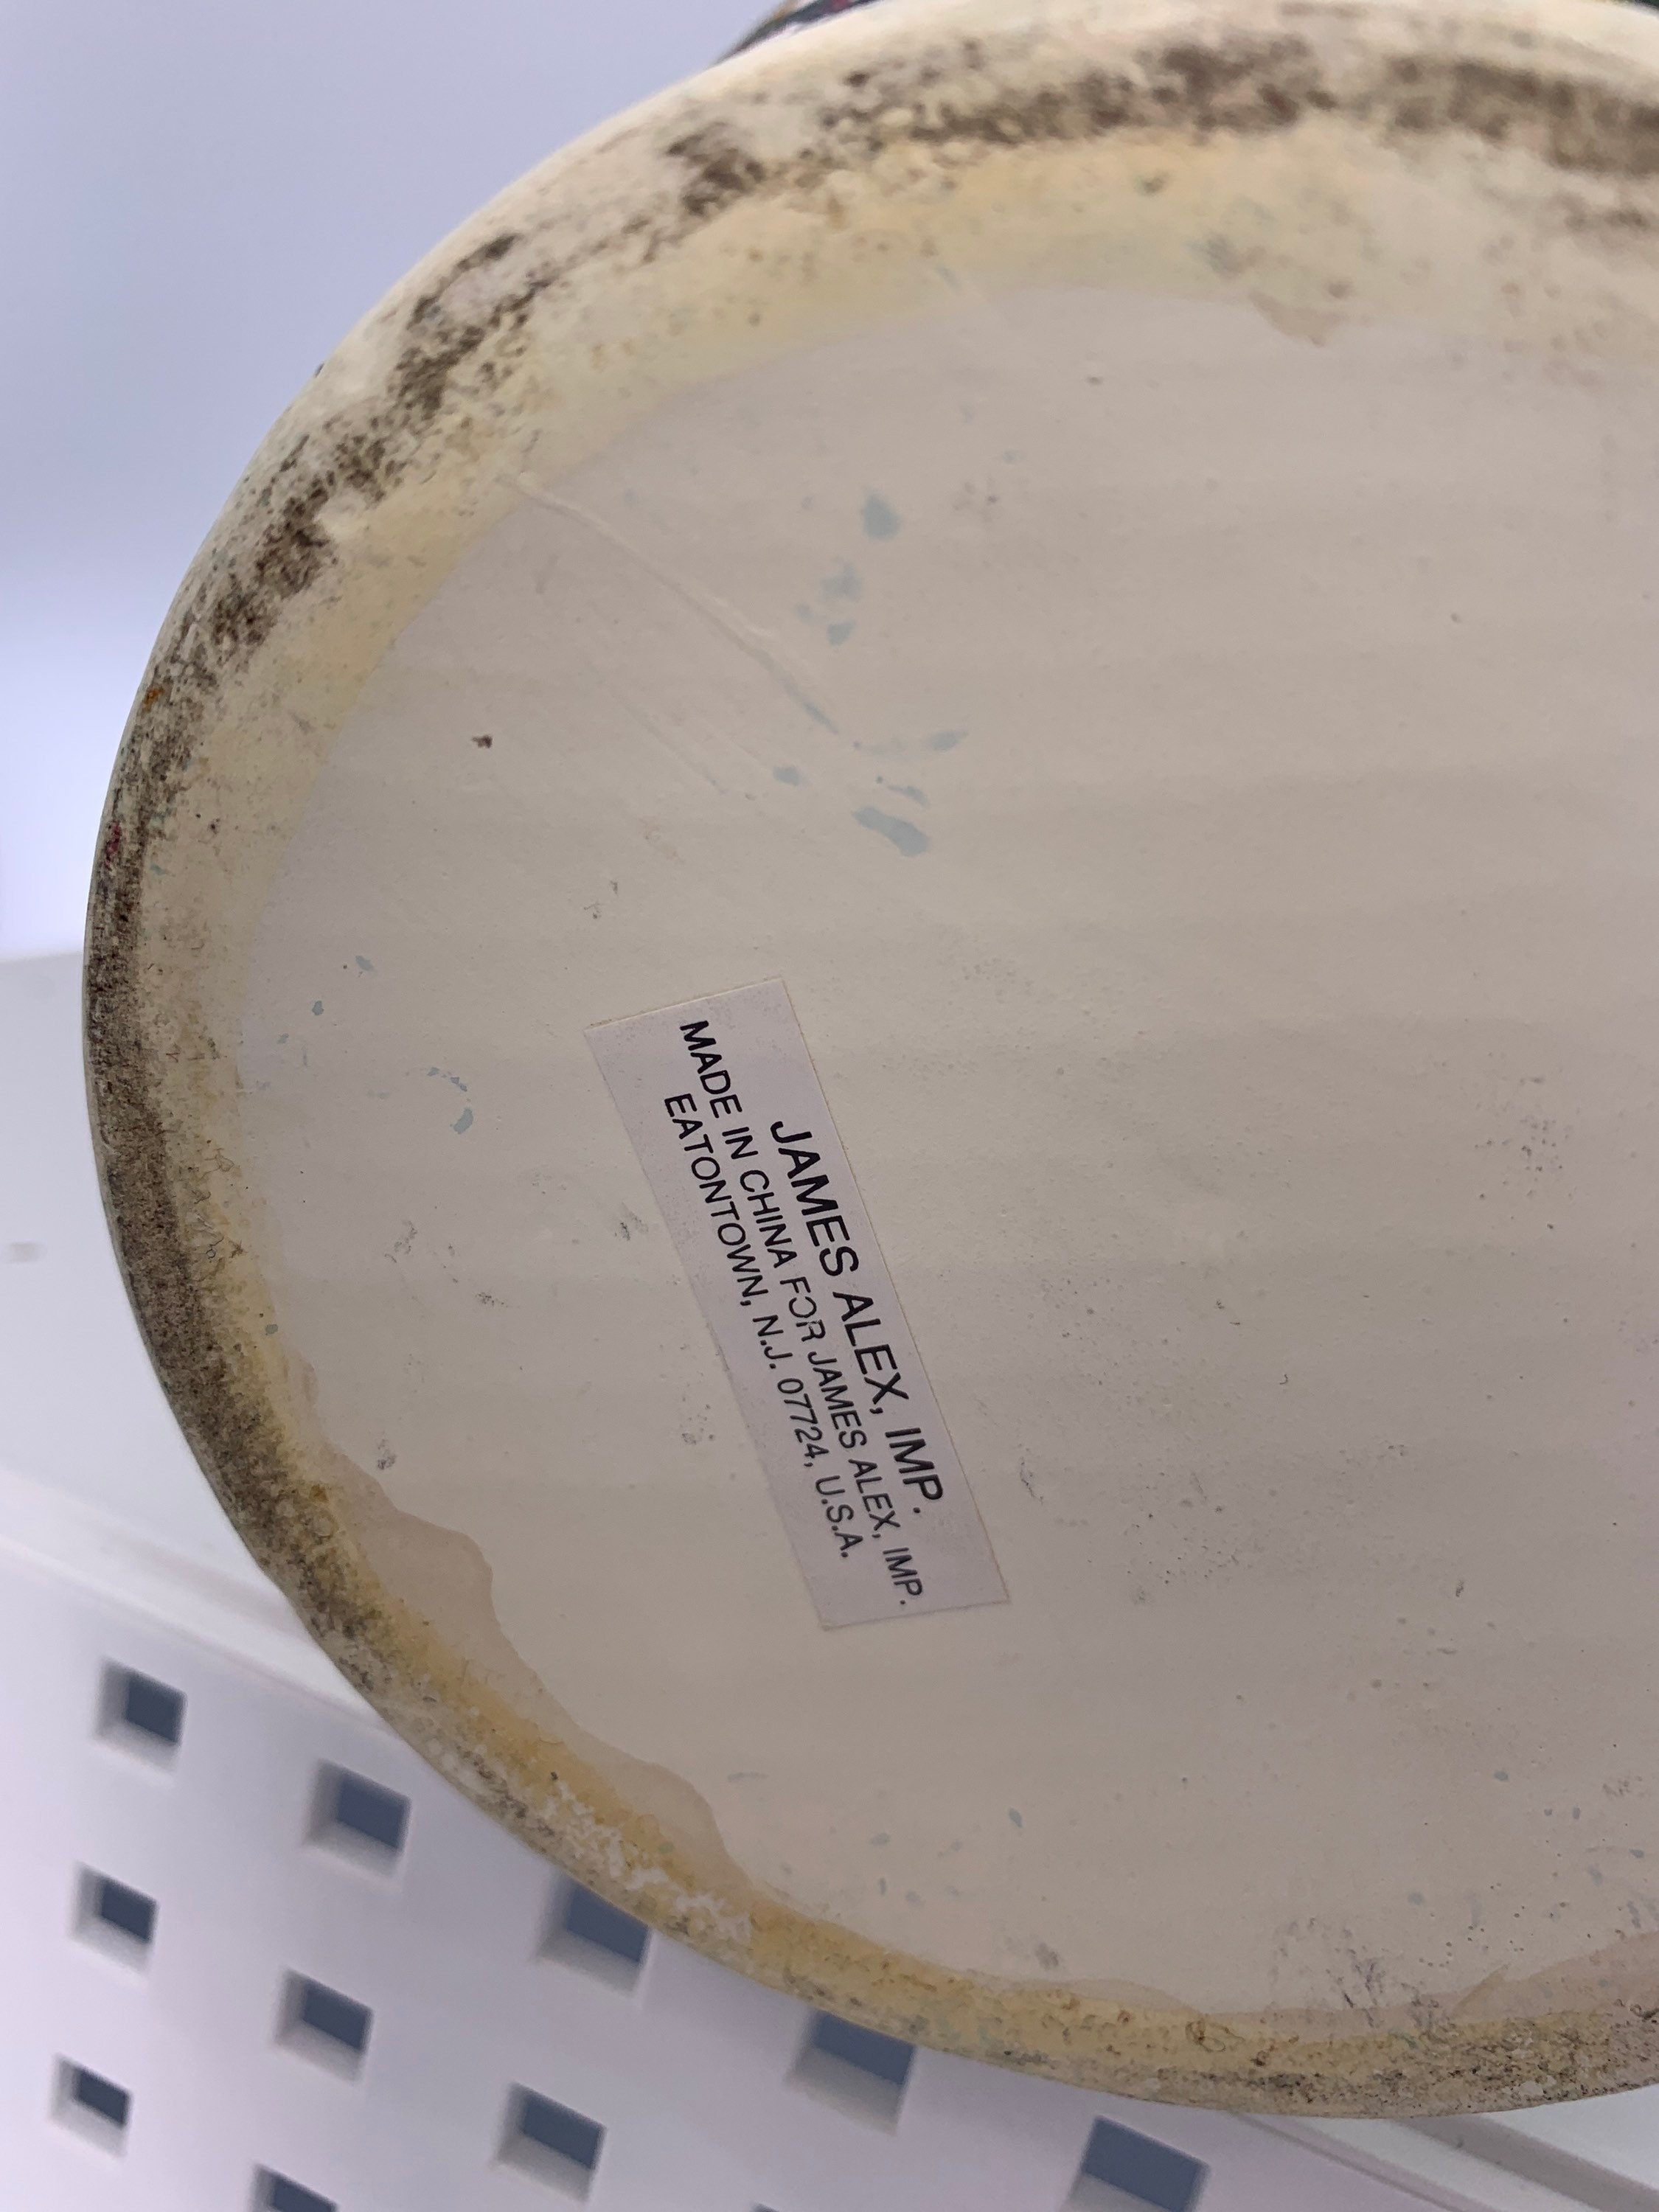 JAMES ALEX, IMP.
MADE IN CHINA FOR JAMES ALEX, IMP.
EATONTOWN, N.J. 07724, U.S.A.